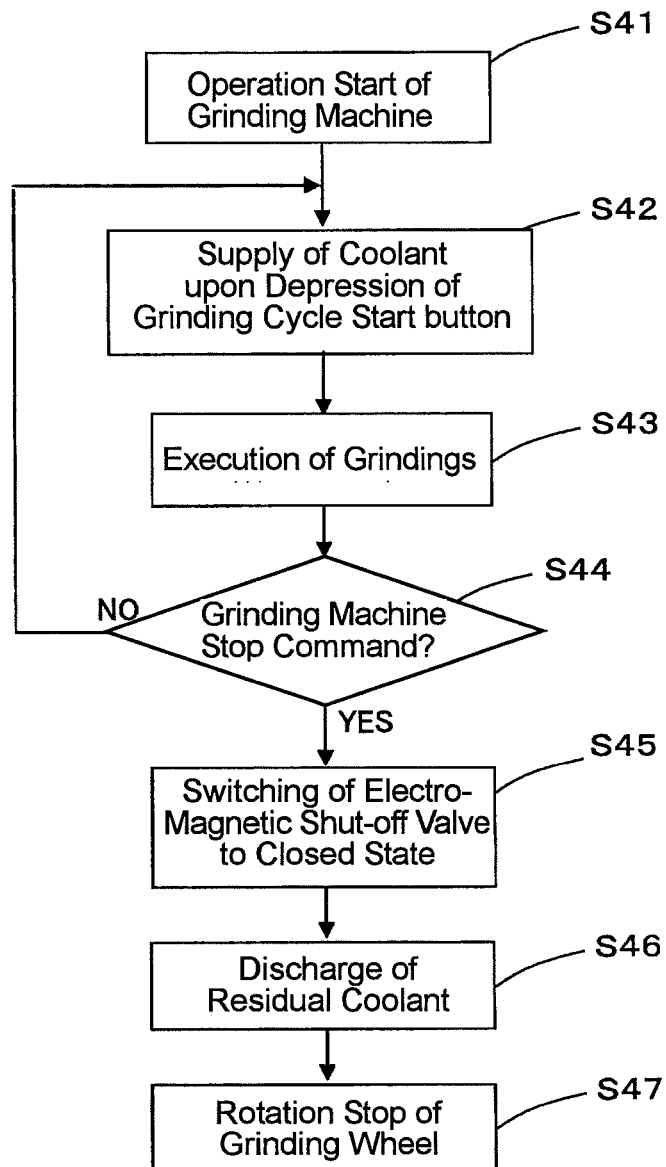 S41
Operation Start of
Grinding Machine
S42
Supply of Coolant
upon Depression of
Grinding Cycle Start button
S43
Execution of Grindings
S44
Grinding Machine
Stop Command?
NO
YES
S45
Switching of Electro-
Magnetic Shut-off Valve
to Closed State
S46
Discharge of
Residual Coolant
S47
Rotation Stop of
Grinding Wheel